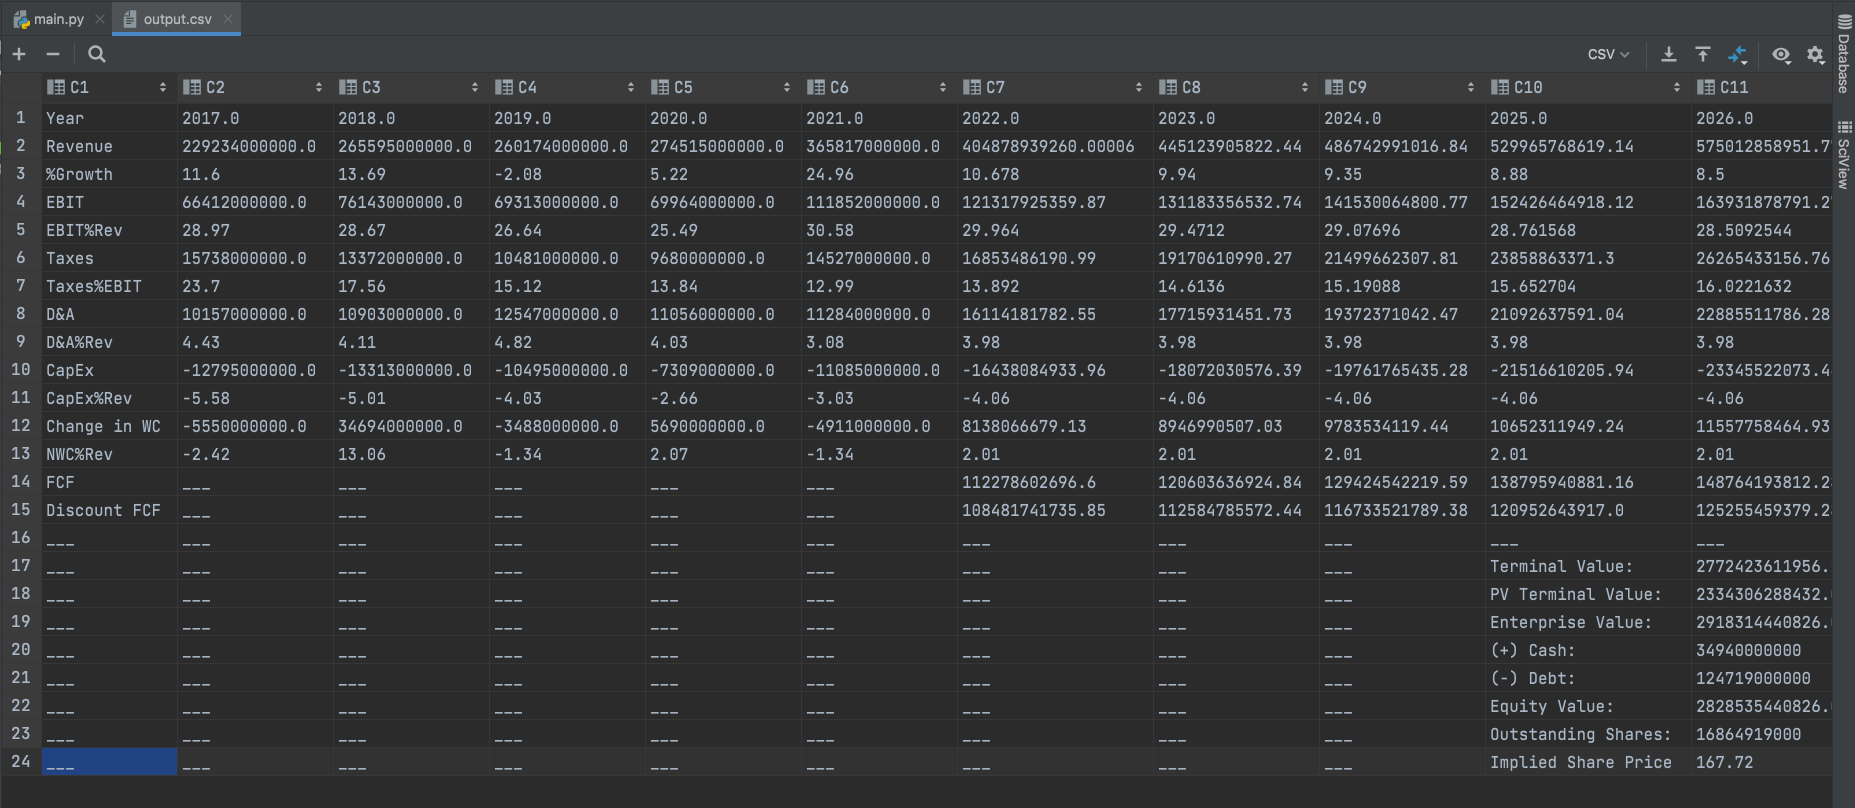 main.py output.csv
CSV
C1 C2 C3 C4 C5 C6 C7 C8 C9 C10 C11
1 Year 2017.0 2018.0 2019.0 2020.0 2021.0 2022.0 2023.0 2024.0 2025.0 2026.0
2 Revenue 229234000000.0 265595000000.0 260174000000.0 274515000000.0 365817000000.0 404878939260.00006 445123905822.44 486742991016.84 529965768619.14 575012858951.7
3 %Growth 11.6 13.69 -2.08 5.22 24.96 10.678 9.94 9.35 8.88 8.5
4 EBIT 66412000000.0 76143000000.0 69313000000.0 69964000000.0 111852000000.0 121317925359.87 131183356532.74 141530064800.77 152426464918.12 163931878791.2
5 EBIT%Rev 28.97 28.67 26.64 25.49 30.58 29.964 29.4712 29.07696 28.761568 28.5092544
6 Taxes 15738000000.0 13372000000.0 10481000000.0 9680000000.0 14527000000.0 16853486190.99 19170610990.27 21499662307.81 23858863371.3 26265433156.76
7 Taxes%EBIT 23.7 17.56 15.12 13.84 12.99 13.892 14.6136 15.19088 15.652704 16.0221632
8 D&A 10157000000.0 10903000000.0 12547000000.0 11056000000.0 11284000000.0 16114181782.55 17715931451.73 19372371042.47 21092637591.04 22885511786.28
9 D&A%Rev 4.43 4.11 4.82 4.03 3.08 3.98 3.98 3.98 3.98 3.98
10 CapEx -12795000000.0 -13313000000.0 -10495000000.0 -7309000000.0 -11085000000.0 -16438084933.96 -18072030576.39 -19761765435.28 -21516610205.94 -23345522073.4
11 CapEx%Rev -5.58 -5.01 -4.03 -2.66 -3.03 -4.06 -4.06 -4.06 -4.06 -4.06
12 Change in WC -5550000000.0 34694000000.0 -3488000000.0 5690000000.0 -4911000000.0 8138066679.13 8946990507.03 9783534119.44 10652311949.24 11557758464.93
13 NWC%Rev -2.42 13.06 -1.34 2.07 -1.34 2.01 2.01 2.01 2.01 2.01
14 FCF ___ ___ ___ ___ ___ 112278602696.6 120603636924.84 129424542219.59 138795940881.16 148764193812.2
15 Discount FCF ___ ___ ___ ___ ___ 108481741735.85 112584785572.44 116733521789.38 120952643917.0 125255459379.2
16 ___ ___ ___ ___ ___ ___ ___ ___ ___ ___ ___
17 ___ ___ ___ ___ ___ ___ ___ ___ ___ Terminal Value: 2772423611956.
18 ___ ___ ___ ___ ___ ___ ___ ___ ___ PV Terminal Value: 2334306288432.
19 ___ ___ ___ ___ ___ ___ ___ ___ ___ Enterprise Value: 2918314440826.
20 ___ ___ ___ ___ ___ ___ ___ ___ ___ (+) Cash: 34940000000
21 ___ ___ ___ ___ ___ ___ ___ ___ ___ (-) Debt: 124719000000
22 ___ ___ ___ ___ ___ ___ ___ ___ ___ Equity Value: 2828535440826.
23 ___ ___ ___ ___ ___ ___ ___ ___ ___ Outstanding Shares: 16864919000
24 ___ ___ ___ ___ ___ ___ ___ ___ ___ Implied Share Price 167.72
Database
SciView